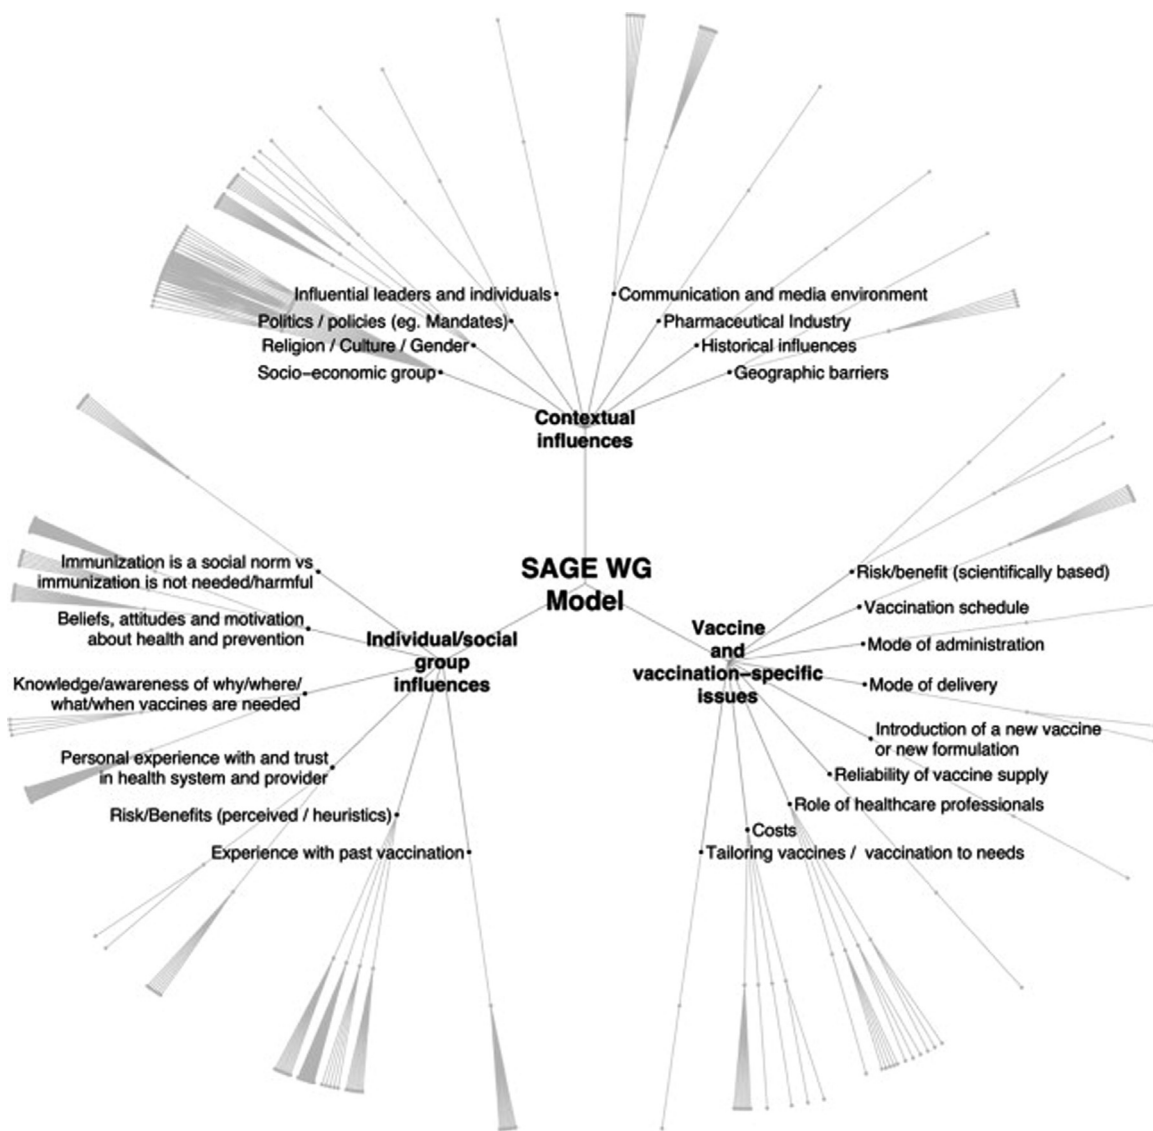 Influential leaders and individuals
Politics / policies (eg. Mandates)
Religion / Culture / Gender
Socio-economic group
Communication and media environment
Pharmaceutical Industry
Historical influences
Geographic barriers
Contextual
influences
SAGE WG
Model
Immunization is a social norm vs
immunization is not needed/harmful
Beliefs, attitudes and motivation
about health and prevention
Knowledge/awareness of why/where/
what/when vaccines are needed
Personal experience with and trust
in health system and provider
Risk/Benefits (perceived / heuristics)
Experience with past vaccination
Individual/social
group
influences
Vaccine
and
vaccination-specific
issues
Risk/benefit (scientifically based)
Vaccination schedule
Mode of administration
Mode of delivery
Introduction of a new vaccine
or new formulation
Reliability of vaccine supply
Role of healthcare professionals
Costs
Tailoring vaccines / vaccination to needs